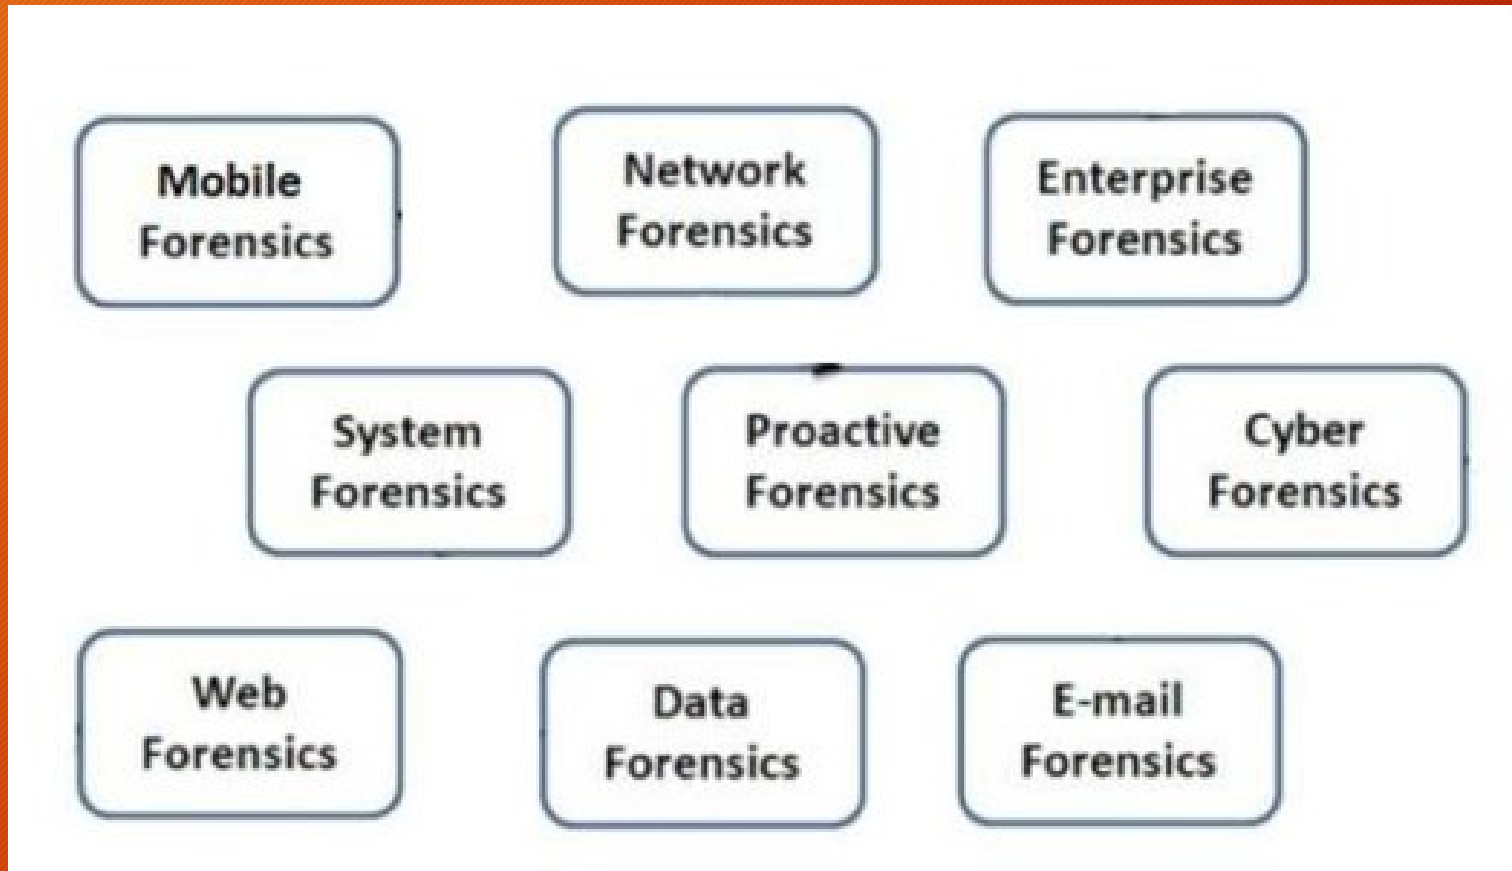 Mobile
Forensics
Network
Forensics
Enterprise
Forensics
System
Forensics
Proactive
Forensics
Cyber
Forensics
Web
Forensics
Data
Forensics
E-mail
Forensics